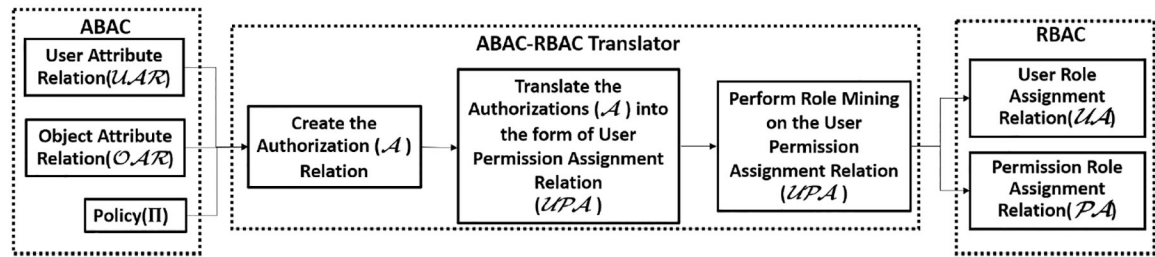 ABAC
User Attribute
Relation(𝒰𝒜ℛ)
Object Attribute
Relation(𝒪𝒜ℛ)
Policy(Π)
ABAC-RBAC Translator
Create the
Authorization (𝒜)
Relation
Translate the
Authorizations (𝒜) into
the form of User
Permission Assignment
Relation
(𝒰𝒫𝒜)
Perform Role Mining
on the User
Permission
Assignment Relation
(𝒰𝒫𝒜)
RBAC
User Role
Assignment
Relation(𝒰𝒜)
Permission Role
Assignment
Relation(𝒫𝒜)